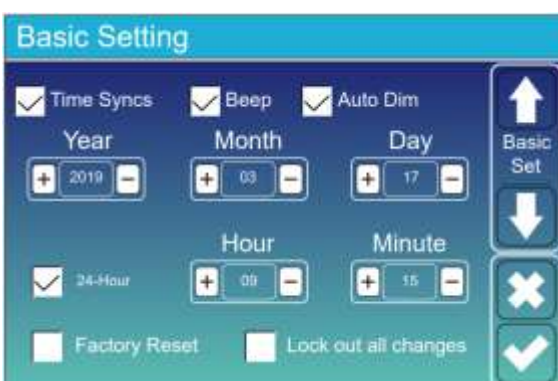 Basic Setting
Time Syncs Beep Auto Dim
Year Month Day
Basic
Set
+ 2019 - + 03 - + 17 -
Hour Minute
24-Hour + 09 - + 15 -
Factory Reset Lock out all changes